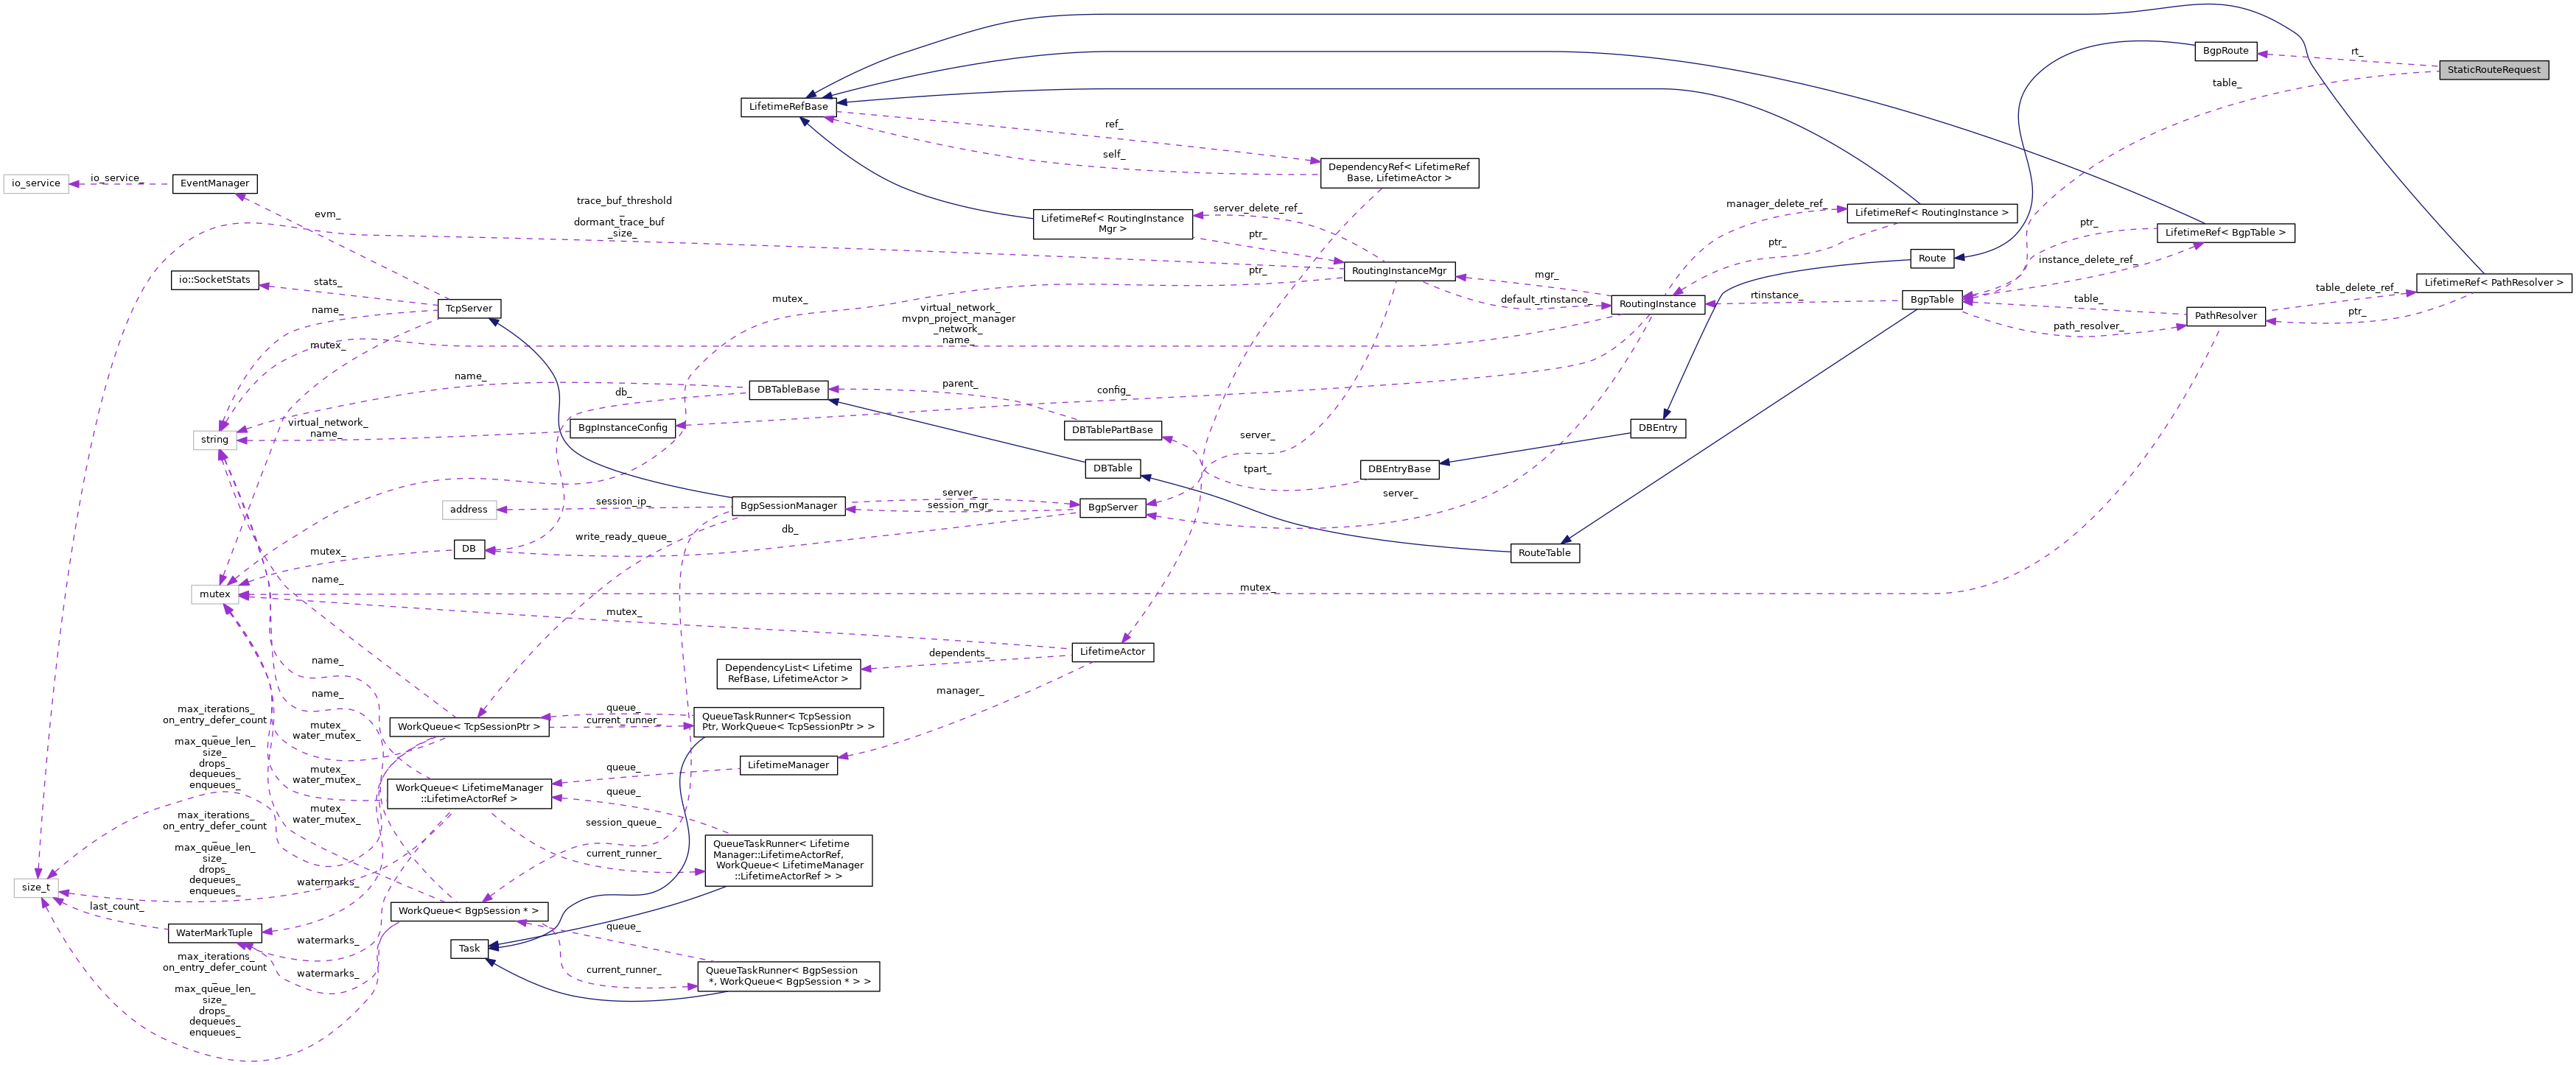 BgpRoute
rt_
StaticRouteRequest
table_
LifetimeRefBase
ref_
self_
DependencyRef< LifetimeRef
Base, LifetimeActor >
io_service
io_service_
EventManager
evm_
trace_buf_threshold
_
dormant_trace_buf
_size_
LifetimeRef< RoutingInstance
Mgr >
server_delete_ref_
ptr_
manager_delete_ref_
LifetimeRef< RoutingInstance >
ptr_
ptr_
LifetimeRef< BgpTable >
instance_delete_ref_
Route
io::SocketStats
stats_
ptr_
RoutingInstanceMgr
mgr_
default_rtinstance_
RoutingInstance
rtinstance_
BgpTable
table_
path_resolver_
PathResolver
table_delete_ref_
ptr_
LifetimeRef< PathResolver >
TcpServer
name_
mutex_
mutex_
virtual_network_
mvpn_project_manager
_network_
name_
name_
db_
DBTableBase
parent_
config_
virtual_network_
name_
string
BgpInstanceConfig
DBTablePartBase
DBEntry
server_
tpart_
DBTable
DBEntryBase
server_
address
session_ip_
BgpSessionManager
server_
session_mgr_
BgpServer
write_ready_queue_
db_
mutex_
DB
RouteTable
name_
mutex
mutex_
mutex_
LifetimeActor
dependents_
DependencyList< Lifetime
RefBase, LifetimeActor >
manager_
name_
name_
max_iterations_
on_entry_defer_count
_
max_queue_len_
size_
drops_
dequeues_
enqueues_
mutex_
water_mutex_
WorkQueue< TcpSessionPtr >
queue_
current_runner_
QueueTaskRunner< TcpSession
Ptr, WorkQueue< TcpSessionPtr > >
mutex_
water_mutex_
WorkQueue< LifetimeManager
::LifetimeActorRef >
queue_
LifetimeManager
queue_
mutex_
water_mutex_
max_iterations_
on_entry_defer_count
_
max_queue_len_
size_
drops_
dequeues_
enqueues_
session_queue_
current_runner_
QueueTaskRunner< Lifetime
Manager::LifetimeActorRef,
WorkQueue< LifetimeManager
::LifetimeActorRef > >
size_t
watermarks_
last_count_
WaterMarkTuple
WorkQueue< BgpSession * >
queue_
watermarks_
Task
max_iterations_
on_entry_defer_count
_
max_queue_len_
size_
drops_
dequeues_
enqueues_
watermarks_
current_runner_
QueueTaskRunner< BgpSession
*, WorkQueue< BgpSession * > >